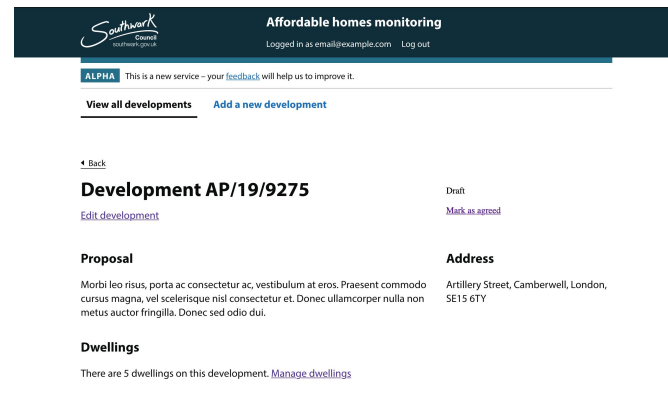 Southwark
Council
southwark.gov.uk
Affordable homes monitoring
Logged in as email@example.com Log out
ALPHA This is a new service – your feedback will help us to improve it.
View all developments Add a new development
Back
Development AP/19/9275
Edit development
Draft
Mark as agreed
Proposal
Morbi leo risus, porta ac consectetur ac, vestibulum at eros. Praesent commodo
cursus magna, vel scelerisque nisl consectetur et. Donec ullamcorper nulla non
metus auctor fringilla. Donec sed odio dui.
Address
Artillery Street, Camberwell, London,
SE15 6TY
Dwellings
There are 5 dwellings on this development. Manage dwellings